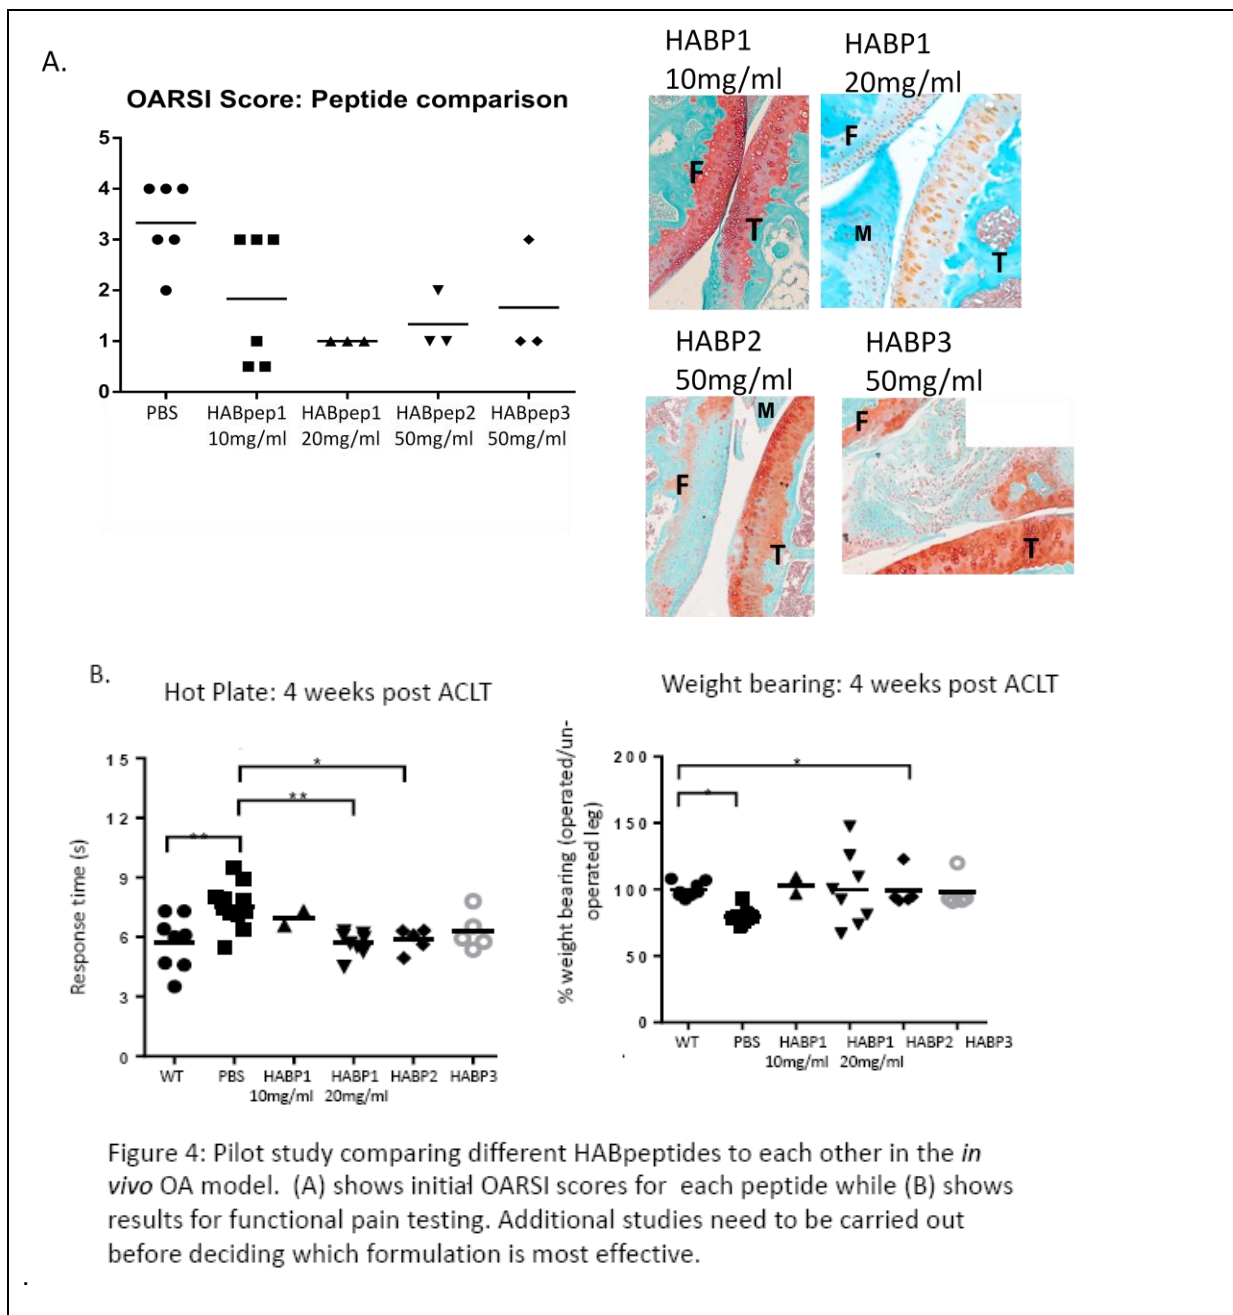 A.
OARSI Score: Peptide comparison
5
4
3
2
1
0
PBS
HABpep1
10mg/ml
HABpep1
20mg/ml
HABpep2
50mg/ml
HABpep3
50mg/ml
HABP1
10mg/ml
F
T
HABP1
20mg/ml
F
M
T
HABP2
50mg/ml
M
F
T
HABP3
50mg/ml
F
T
B.
Hot Plate: 4 weeks post ACLT
Response time (s)
15
12
9
6
3
0
**
*
**
WT
PBS
HABP1
10mg/ml
HABP1
20mg/ml
HABP2
HABP3
Weight bearing: 4 weeks post ACLT
% weight bearing (operated/un-
operated leg)
200
150
100
50
0
*
*
WT
PBS
HABP1
10mg/ml
HABP1
20mg/ml
HABP2
HABP3
Figure 4: Pilot study comparing different HABpeptides to each other in the in
vivo OA model. (A) shows initial OARSI scores for each peptide while (B) shows
results for functional pain testing. Additional studies need to be carried out
before deciding which formulation is most effective.
.